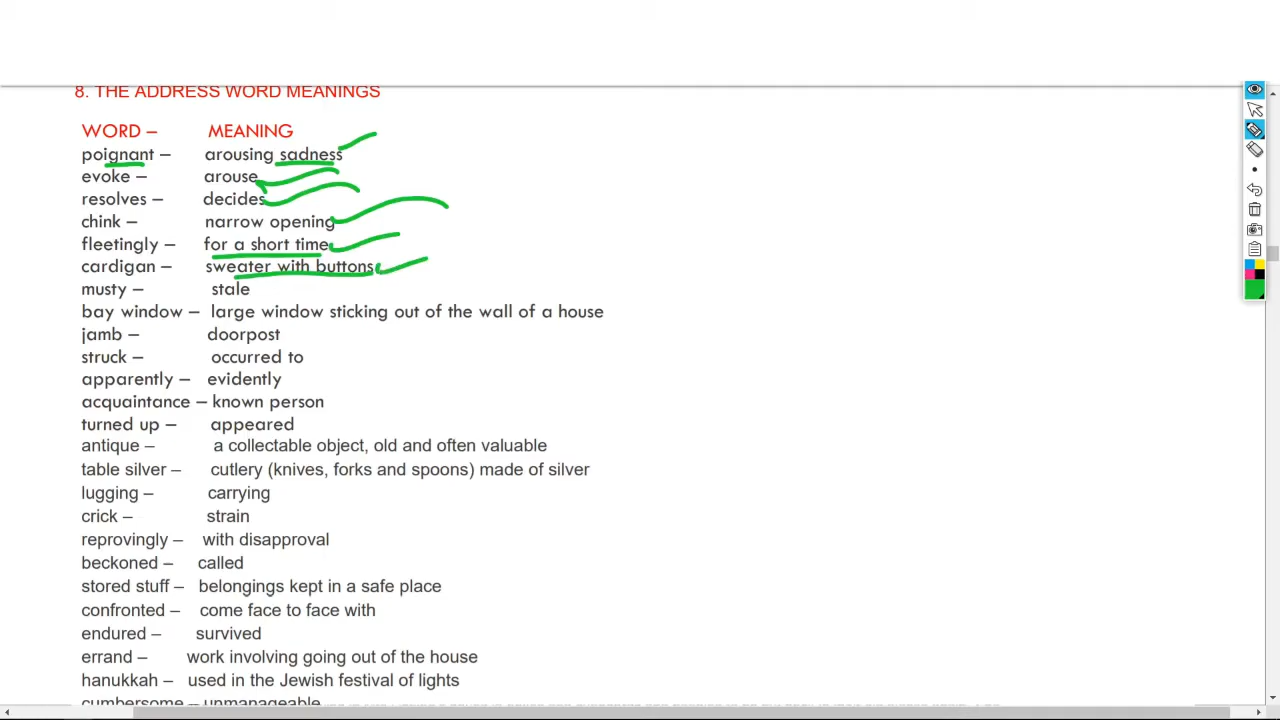 8. THE ADDRESS WORD MEANINGS
WORD – MEANING
poignant – arousing sadness
evoke – arouse
resolves – decides
chink – narrow opening
fleetingly – for a short time
cardigan – sweater with buttons
musty – stale
bay window – large window sticking out of the wall of a house
jamb – doorpost
struck – occurred to
apparently – evidently
acquaintance – known person
turned up – appeared
antique – a collectable object, old and often valuable
table silver – cutlery (knives, forks and spoons) made of silver
lugging – carrying
crick – strain
reprovingly – with disapproval
beckoned – called
stored stuff – belongings kept in a safe place
confronted – come face to face with
endured – survived
errand – work involving going out of the house
hanukkah – used in the Jewish festival of lights
cumbersome – unmanageable